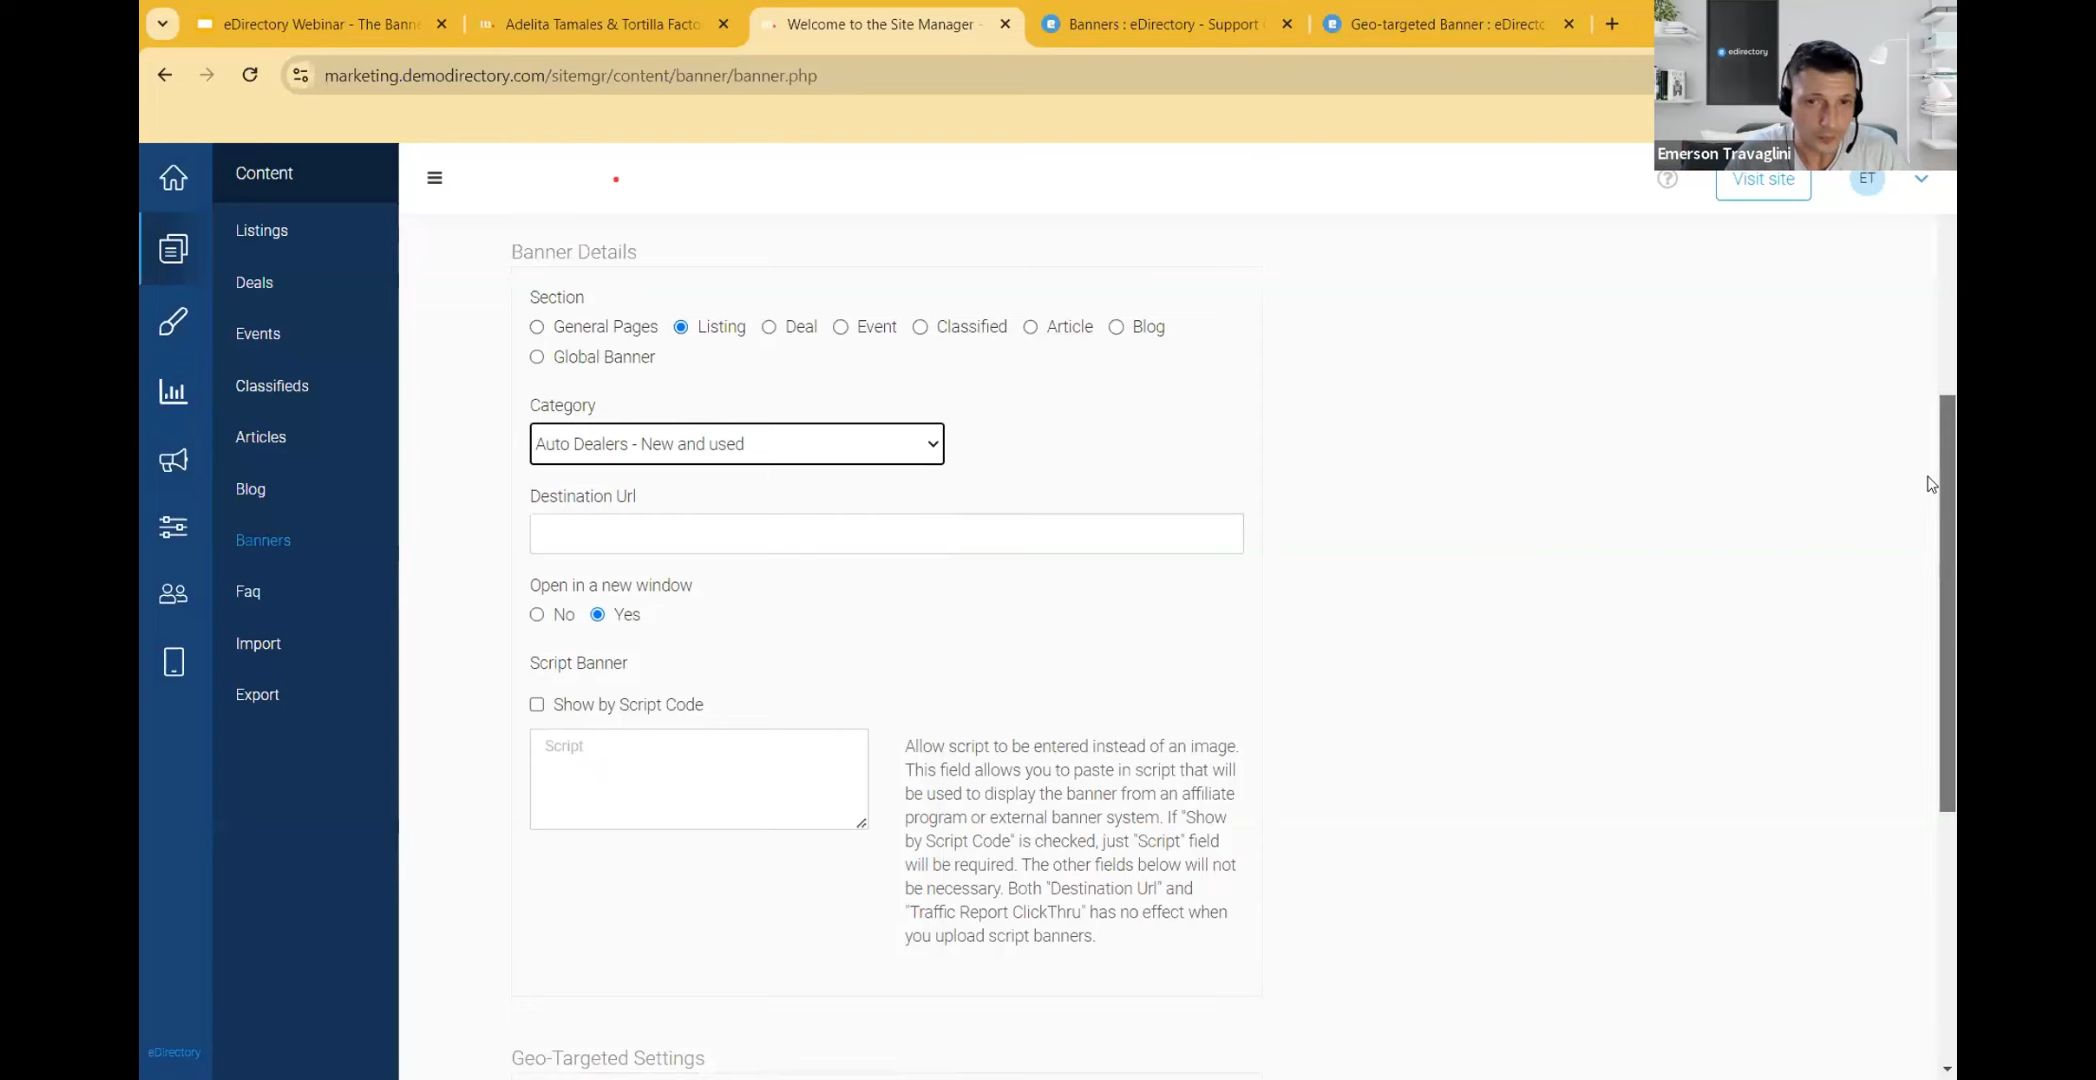 eDirectory Webinar - The Banne
Adelita Tamales & Tortilla Facto
Welcome to the Site Manager -
Banners : eDirectory - Support
Geo-targeted Banner : eDirecto
marketing.demodirectory.com/sitemgr/content/banner/banner.php
edirectory
Emerson Travaglini
Content
Visit site
ET
Listings
Deals
Events
Classifieds
Articles
Blog
Banners
Faq
Import
Export
eDirectory
Banner Details
Section
General Pages Listing Deal Event Classified Article Blog
Global Banner
Category
Auto Dealers - New and used
Destination Url
Open in a new window
No Yes
Script Banner
Show by Script Code
Script
Allow script to be entered instead of an image.
This field allows you to paste in script that will
be used to display the banner from an affiliate
program or external banner system. If "Show
by Script Code" is checked, just "Script" field
will be required. The other fields below will not
be necessary. Both "Destination Url" and
"Traffic Report ClickThru" has no effect when
you upload script banners.
Geo-Targeted Settings